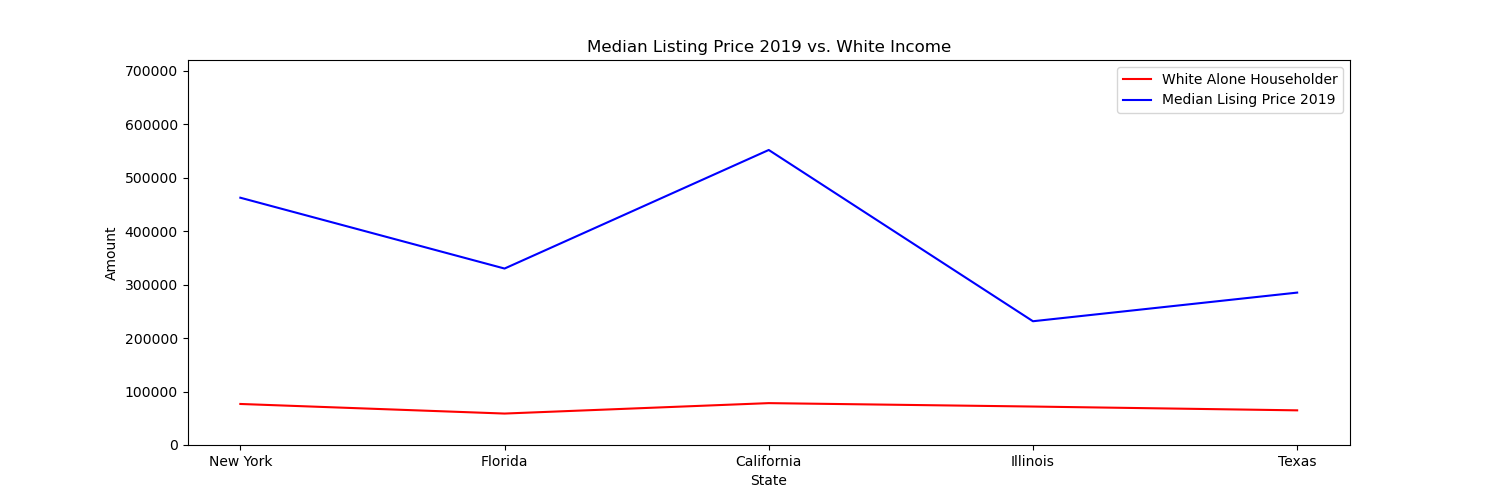 Median Listing Price 2019 vs. White Income
White Alone Householder
Median Lising Price 2019
700000
600000
500000
400000
300000
200000
100000
0
Amount
New York Florida California Illinois Texas
State